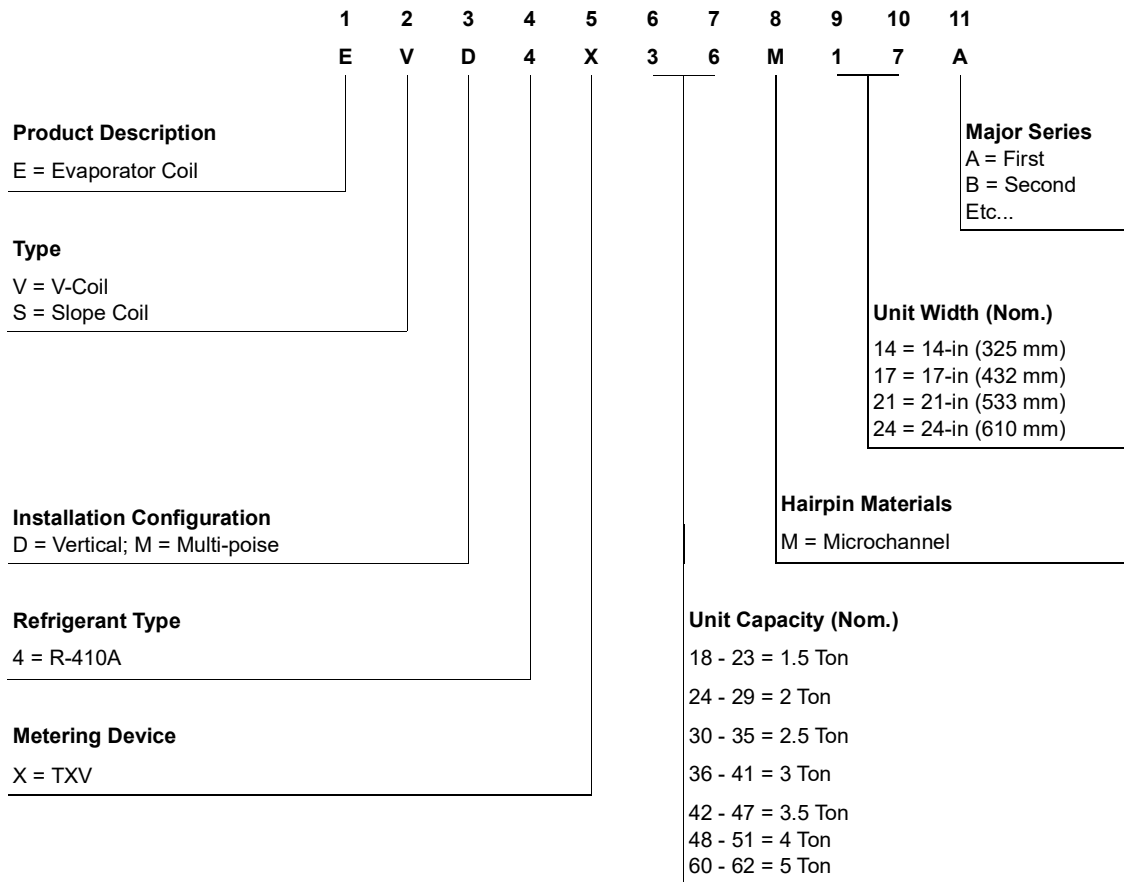 1 2 3 4 5 6 7 8 9 10 11
E V D 4 X 3 6 M 1 7 A
Product Description
E = Evaporator Coil
Type
V = V-Coil
S = Slope Coil
Installation Configuration
D = Vertical; M = Multi-poise
Refrigerant Type
4 = R-410A
Metering Device
X = TXV
Major Series
A = First
B = Second
Etc...
Unit Width (Nom.)
14 = 14-in (325 mm)
17 = 17-in (432 mm)
21 = 21-in (533 mm)
24 = 24-in (610 mm)
Hairpin Materials
M = Microchannel
Unit Capacity (Nom.)
18 - 23 = 1.5 Ton
24 - 29 = 2 Ton
30 - 35 = 2.5 Ton
36 - 41 = 3 Ton
42 - 47 = 3.5 Ton
48 - 51 = 4 Ton
60 - 62 = 5 Ton